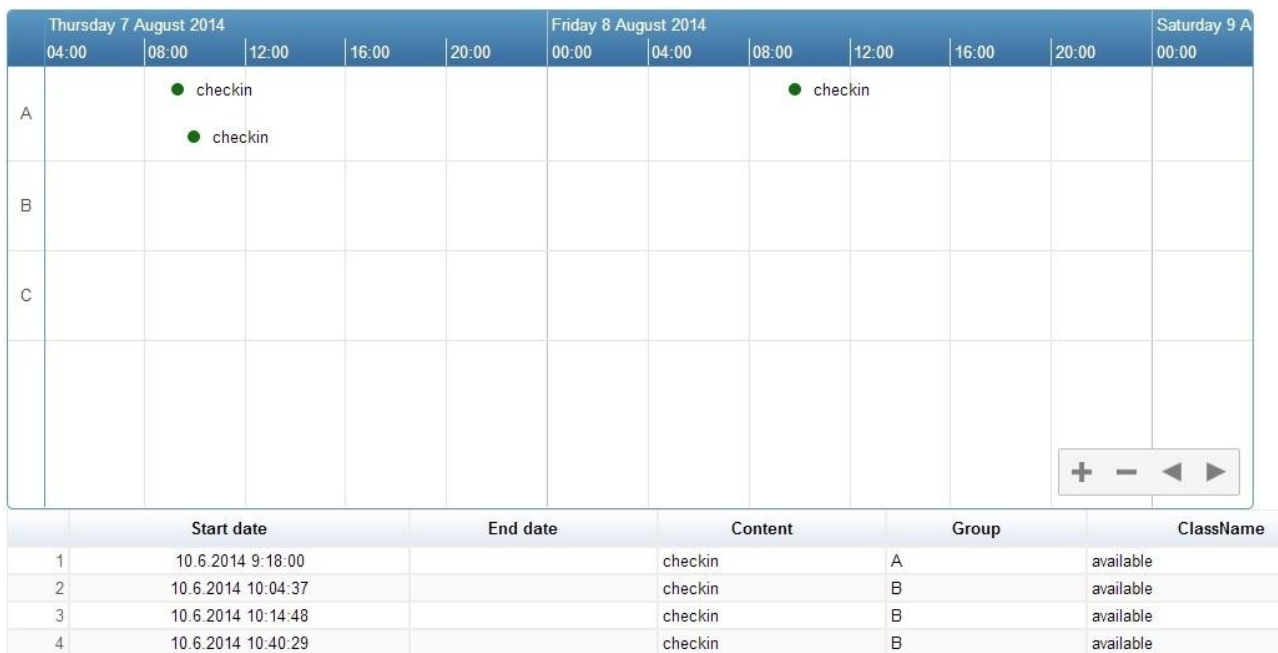 Thursday 7 August 2014 Friday 8 August 2014 Saturday 9 A
04:00 08:00 12:00 16:00 20:00 00:00 04:00 08:00 12:00 16:00 20:00 00:00
checkin checkin
A
checkin
B
C
Start date End date Content Group ClassName
1 10.6.2014 9:18:00 checkin A available
2 10.6.2014 10:04:37 checkin B available
3 10.6.2014 10:14:48 checkin B available
4 10.6.2014 10:40:29 checkin B available